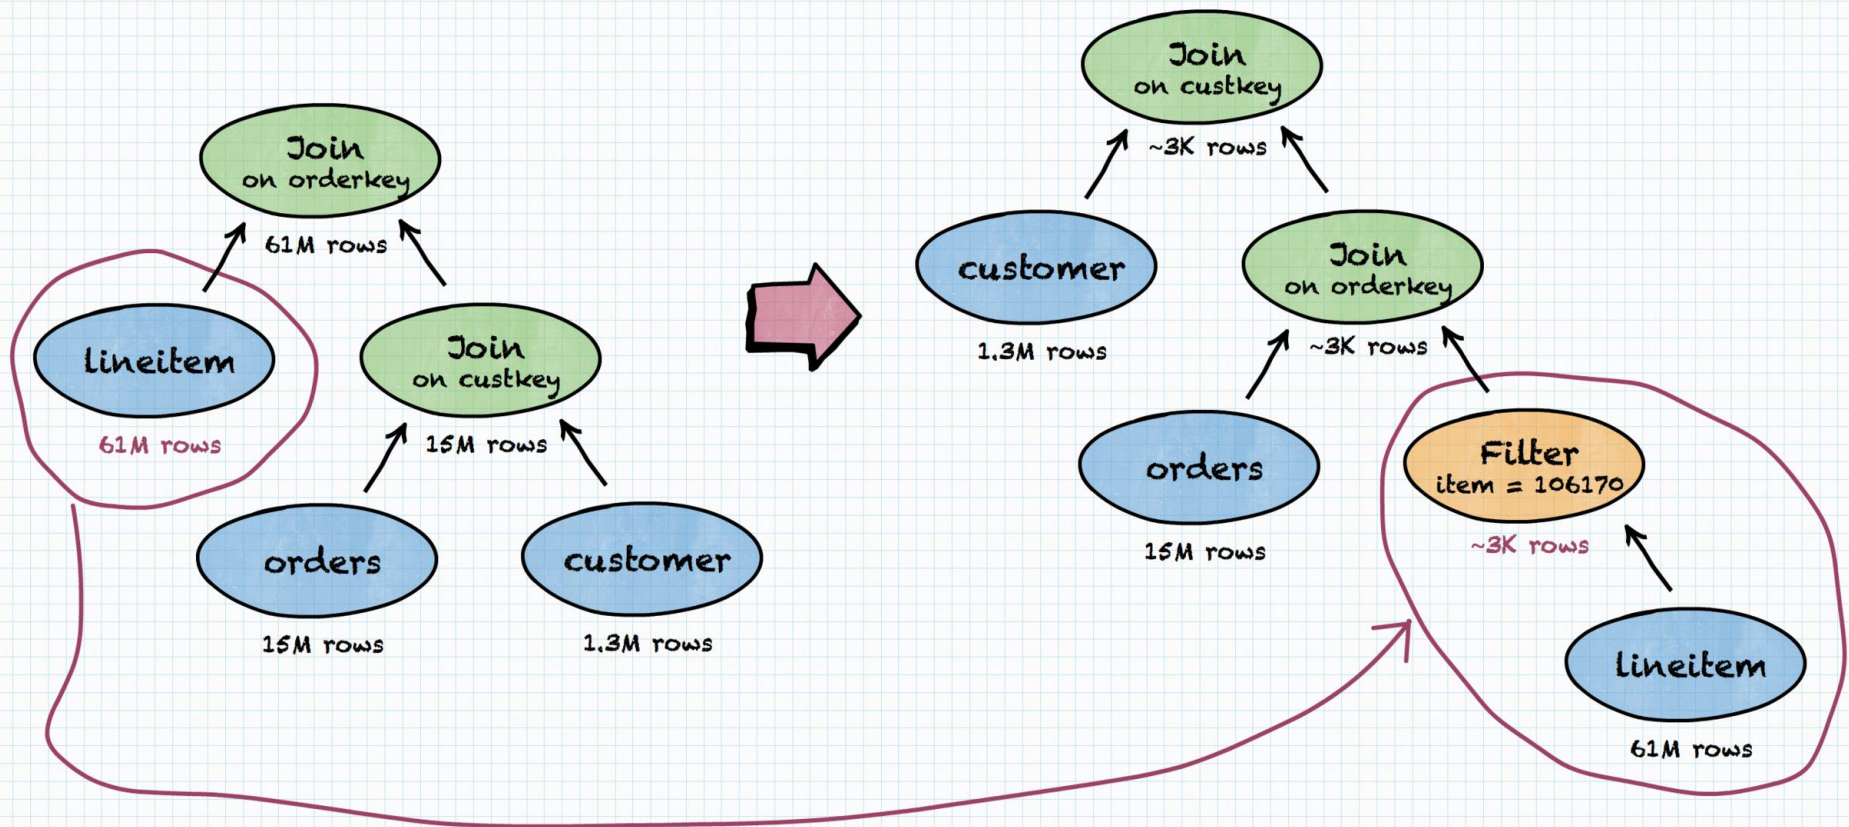 Join
on orderkey
61M rows
lineitem
61M rows
Join
on custkey
15M rows
orders
15M rows
customer
1.3M rows
Join
on custkey
~3K rows
customer
1.3M rows
Join
on orderkey
~3K rows
orders
15M rows
Filter
item = 106170
~3K rows
lineitem
61M rows